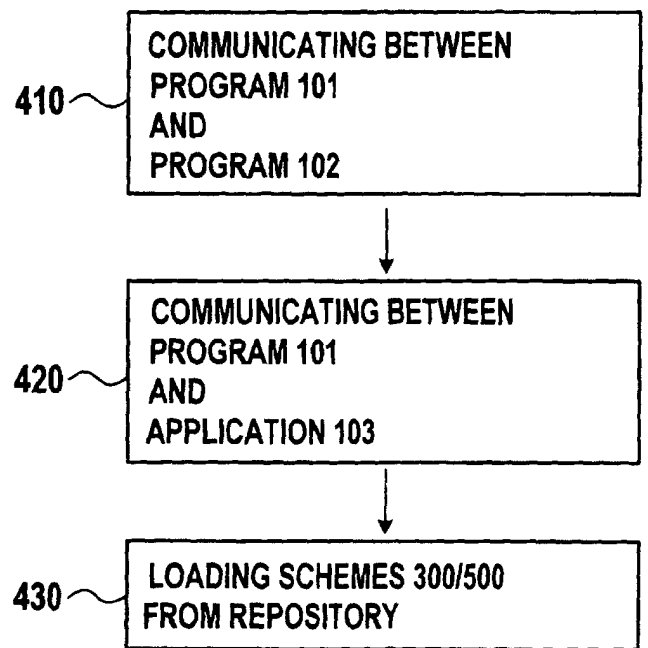 410
COMMUNICATING BETWEEN
PROGRAM 101
AND
PROGRAM 102
420
COMMUNICATING BETWEEN
PROGRAM 101
AND
APPLICATION 103
430
LOADING SCHEMES 300/500
FROM REPOSITORY